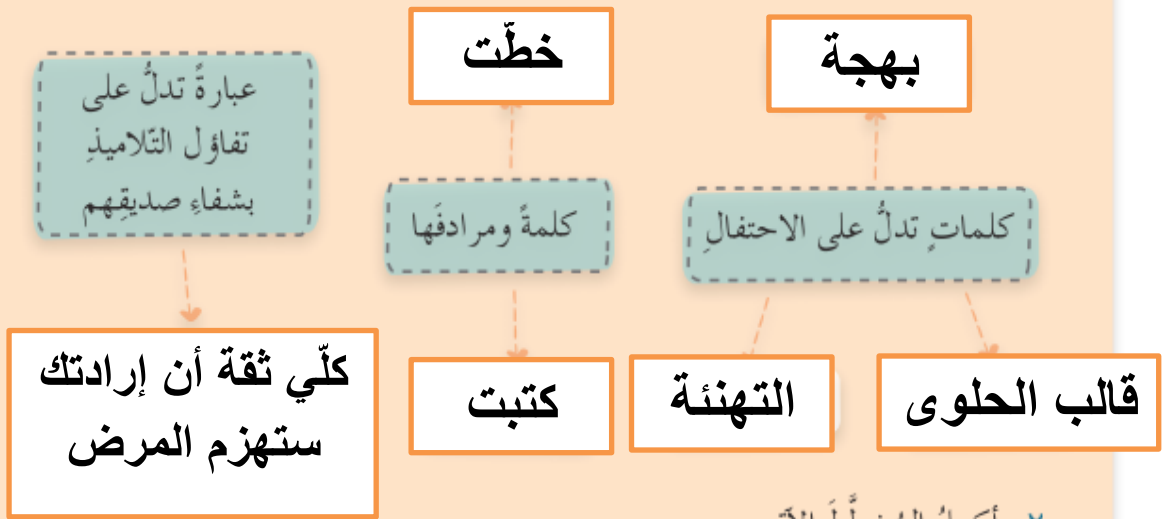 بهجة
خطّت
عبارةً تدلُّ على
تفاؤل التّلاميذِ
بشفاءِ صديقِهم
كلمات تدلُّ على الاحتفالِ
كلمةً ومرادفَها
قالب الحلوى
التهنئة
كتبت
كلّي ثقة أن إرادتك
ستهزم المرض